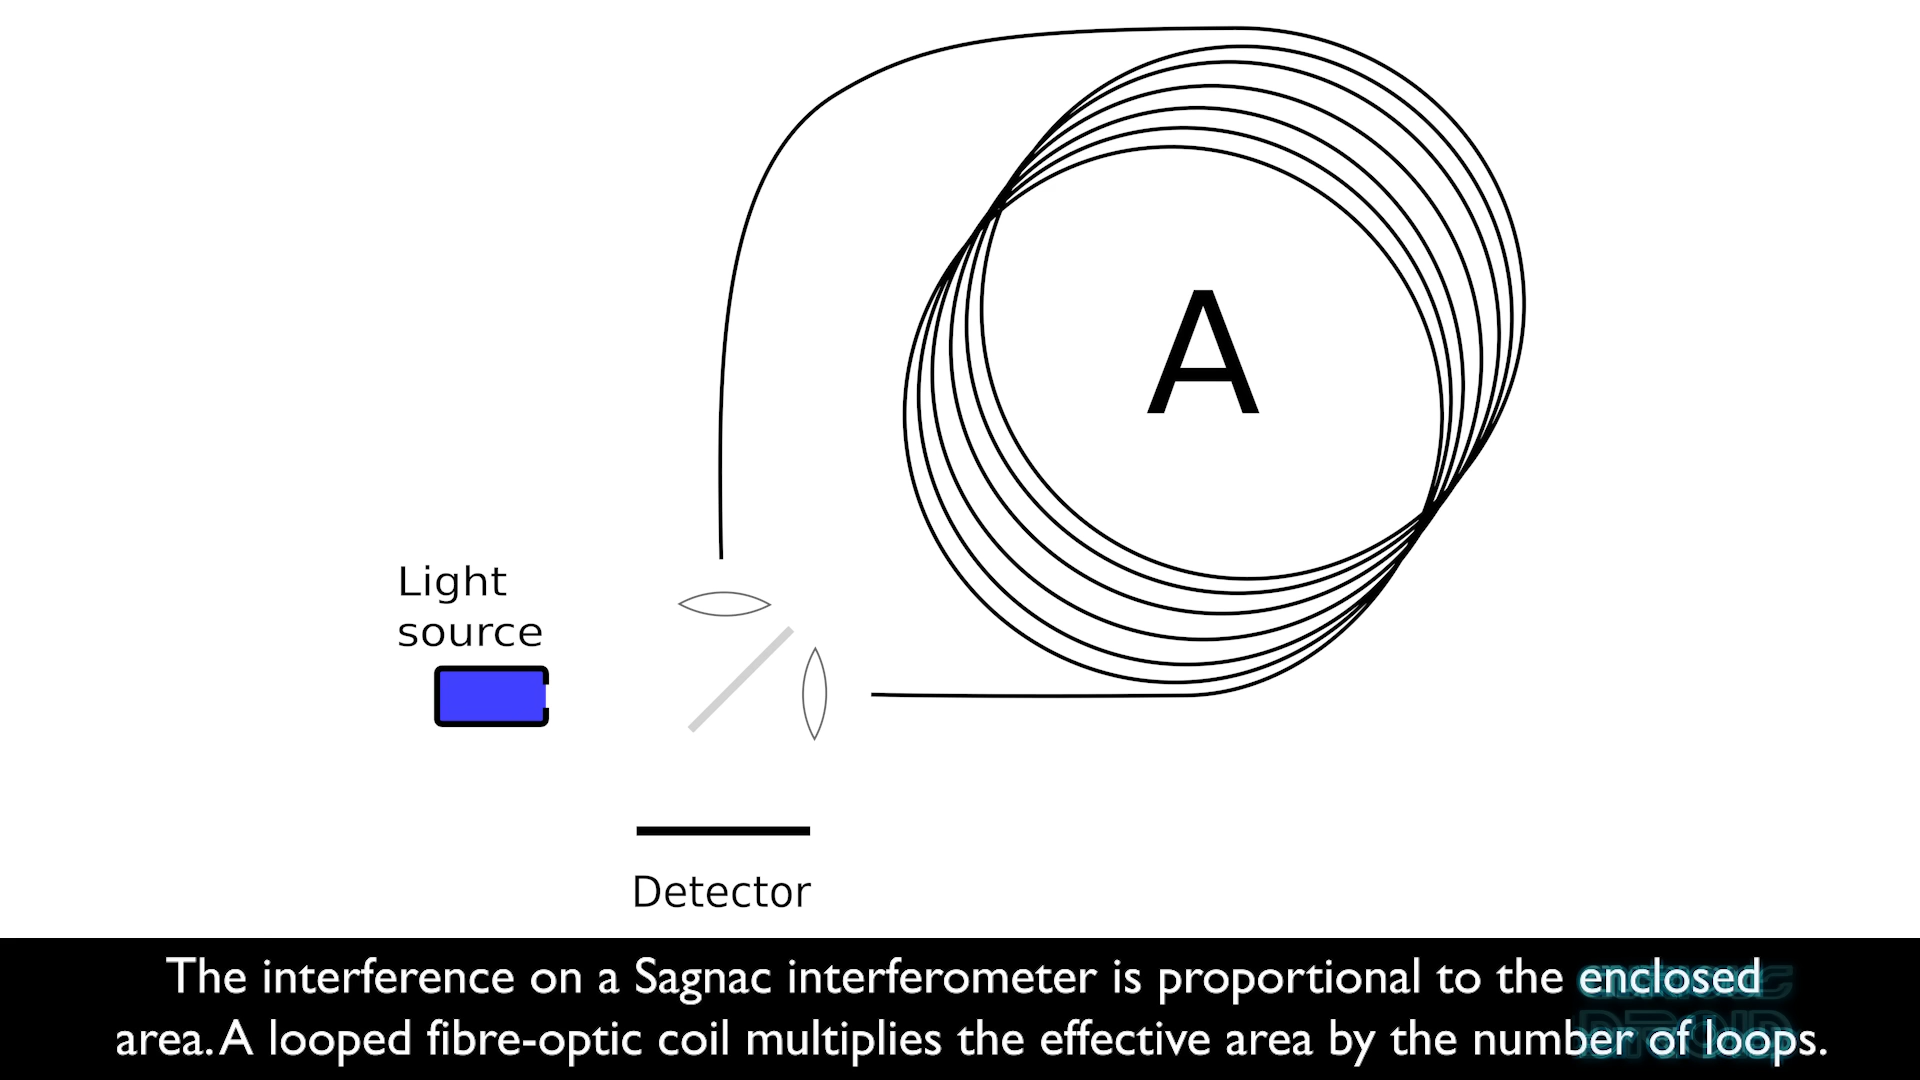 A
Light
source
Detector
The interference on a Sagnac interferometer is proportional to the enclosed
area. A looped fibre-optic coil multiplies the effective area by the number of loops.